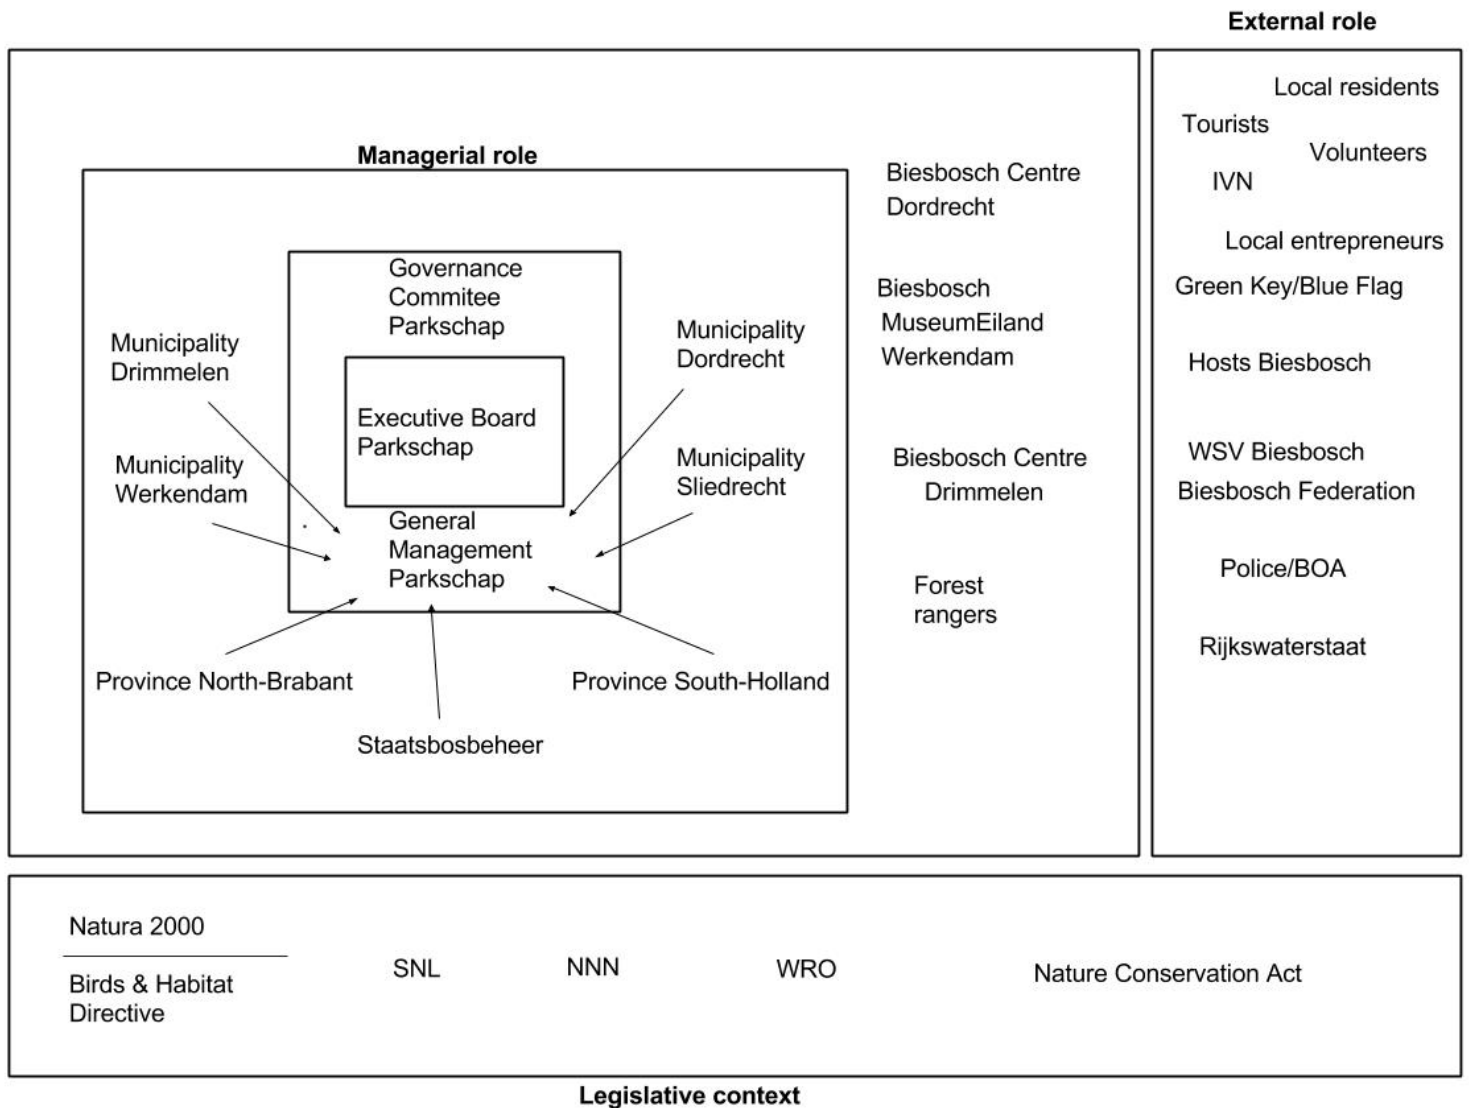 External role
Local residents
Tourists
Volunteers
IVN
Local entrepreneurs
Green Key/Blue Flag
Hosts Biesbosch
WSV Biesbosch
Biesbosch Federation
Police/BOA
Rijkswaterstaat
Managerial role
Governance
Commitee
Parkschap
Executive Board
Parkschap
General
Management
Parkschap
Municipality
Drimmelen
Municipality
Werkendam
Municipality
Dordrecht
Municipality
Sliedrecht
Province North-Brabant
Province South-Holland
Staatsbosbeheer
Biesbosch Centre
Dordrecht
Biesbosch
MuseumEiland
Werkendam
Biesbosch Centre
Drimmelen
Forest
rangers
Natura 2000
Birds & Habitat
Directive
SNL
NNN
WRO
Nature Conservation Act
Legislative context